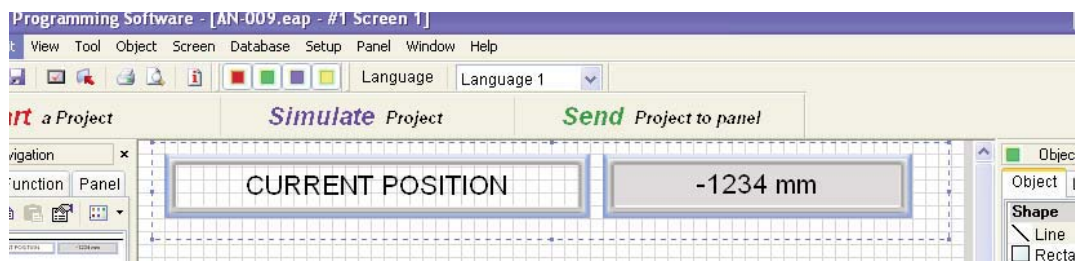 Programming Software - [AN-009.eap - #1 Screen 1]
View Tool Object Screen Database Setup Panel Window Help
Language Language 1
a Project Simulate Project Send Project to panel
Object Panel
CURRENT POSITION -1234 mm
Object
Shape
Line